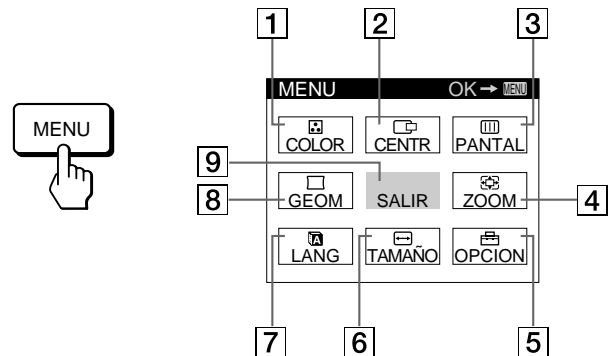 1 2 3
MENU OK → MENU
MENU
COLOR CENTR PANTAL
9
8 GEOM SALIR ZOOM 4
LANG TAMAÑO OPCION
7 6 5